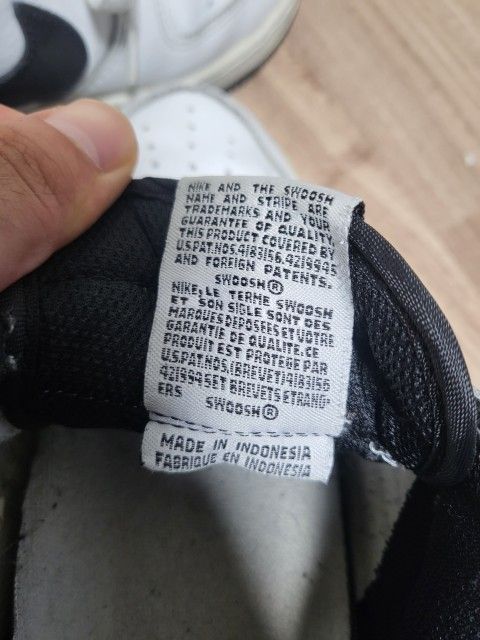 NIKE AND THE SWOOSH
NAME AND STRIPE ARE
TRADEMARKS AND YOUR
GUARANTEE OF QUALITY
THIS PRODUCT COVERED BY
U.S.PAT.NOS.4183156.4219945
AND FOREIGN PATENTS.
SWOOSH®
NIKE,LE TERME SWOOSH
ET SON SIBLE SONT DES
MARQUES DEPOSEES ET VOTRE
GARANTIE DE QUALITE.CE
PRODUIT EST PROTEGE PAR
U.S.PAT.NOS.(BREVET)4183156
4219945 ET BREVETS ETRANG-
ERS SWOOSH®
MADE IN INDONESIA
FABRIQUE EN INDONESIA